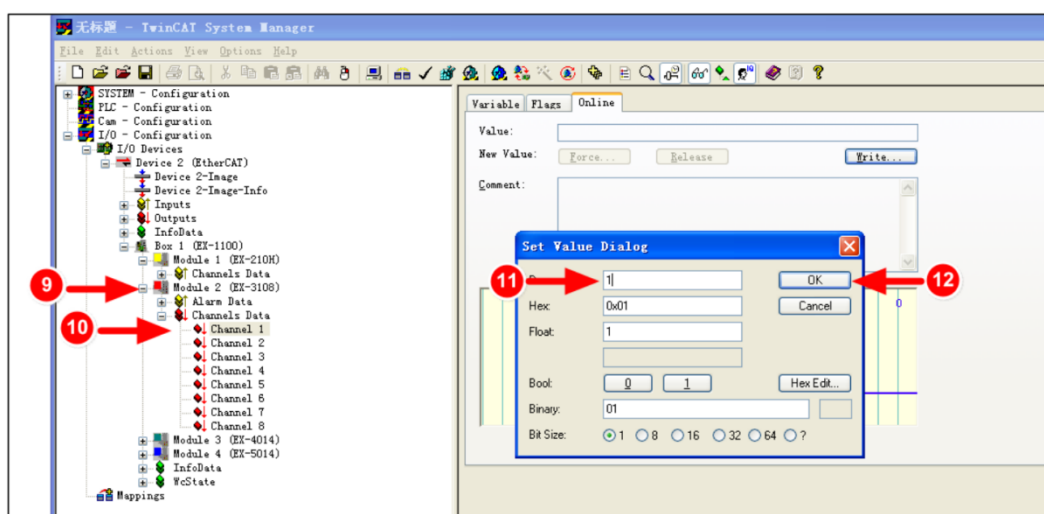 无标题 - TwinCAT System Manager
File Edit Actions View Options Help
SYSTEM - Configuration
PLC - Configuration
Cam - Configuration
I/O - Configuration
I/O Devices
Device 2 (EtherCAT)
Device 2-Image
Device 2-Image-Info
Inputs
Outputs
InfoData
Box 1 (EX-1100)
Module 1 (EX-210H)
Channels Data
9
Module 2 (EX-3108)
Alarm Data
Channels Data
10
Channel 1
Channel 2
Channel 3
Channel 4
Channel 5
Channel 6
Channel 7
Channel 8
Module 3 (EX-4014)
Module 4 (EX-5014)
InfoData
WcState
Mappings
Variable Flags Online
Value:
New Value: Force... Release Write...
Comment:
Set Value Dialog
11 1 OK 12
Hex: 0x01 Cancel
Float: 1
Bool: 0 1 Hex Edit...
Binary: 01
Bit Size: 1 8 16 32 64 ?
0